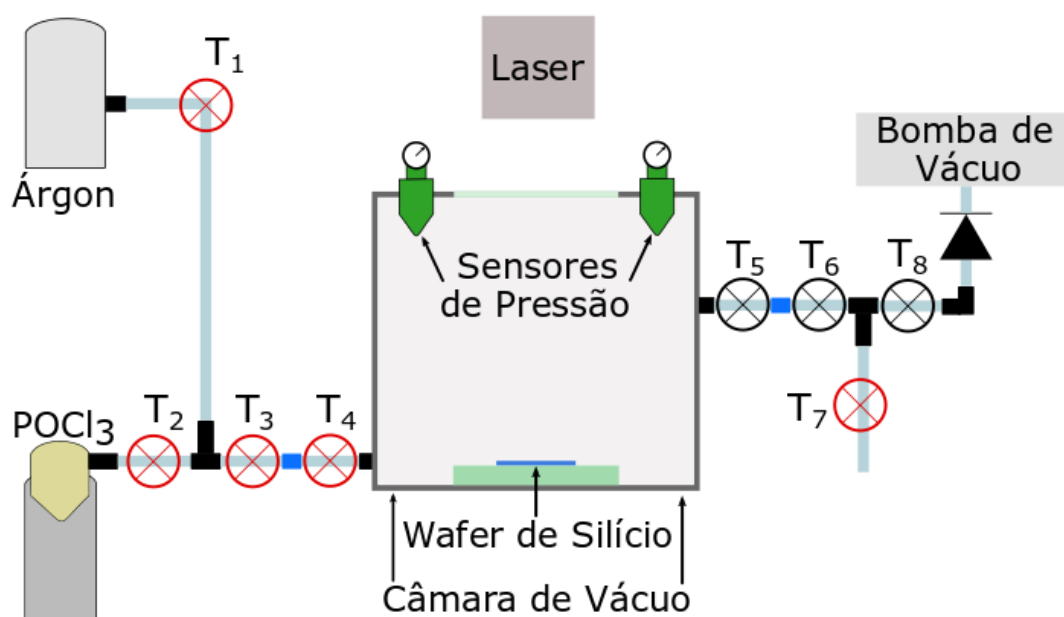 T₁
Laser
Bomba de
Vácuo
Árgon
T₅
T₆
T₈
Sensores
de Pressão
T₇
POCl₃
T₂
T₃
T₄
Wafer de Silício
Câmara de Vácuo